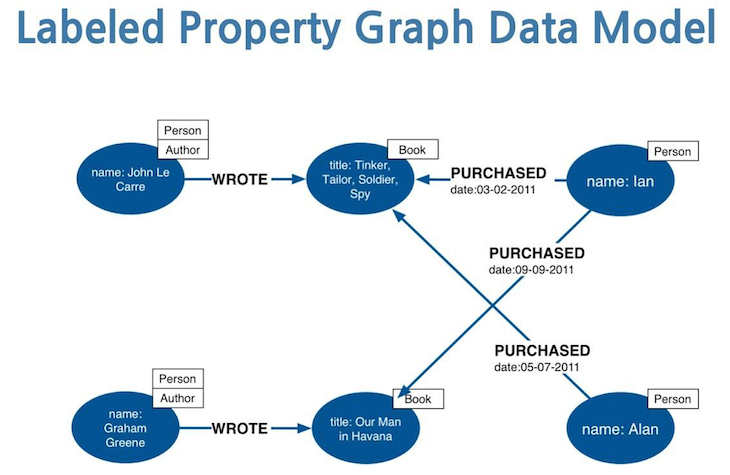 Labeled Property Graph Data Model
Person
Author
name: John Le
Carre
WROTE
Book
title: Tinker,
Tailor, Soldier,
Spy
PURCHASED
date:03-02-2011
Person
name: Ian
PURCHASED
date:09-09-2011
PURCHASED
date:05-07-2011
Person
Author
name:
Graham
Greene
WROTE
Book
title: Our Man
in Havana
Person
name: Alan